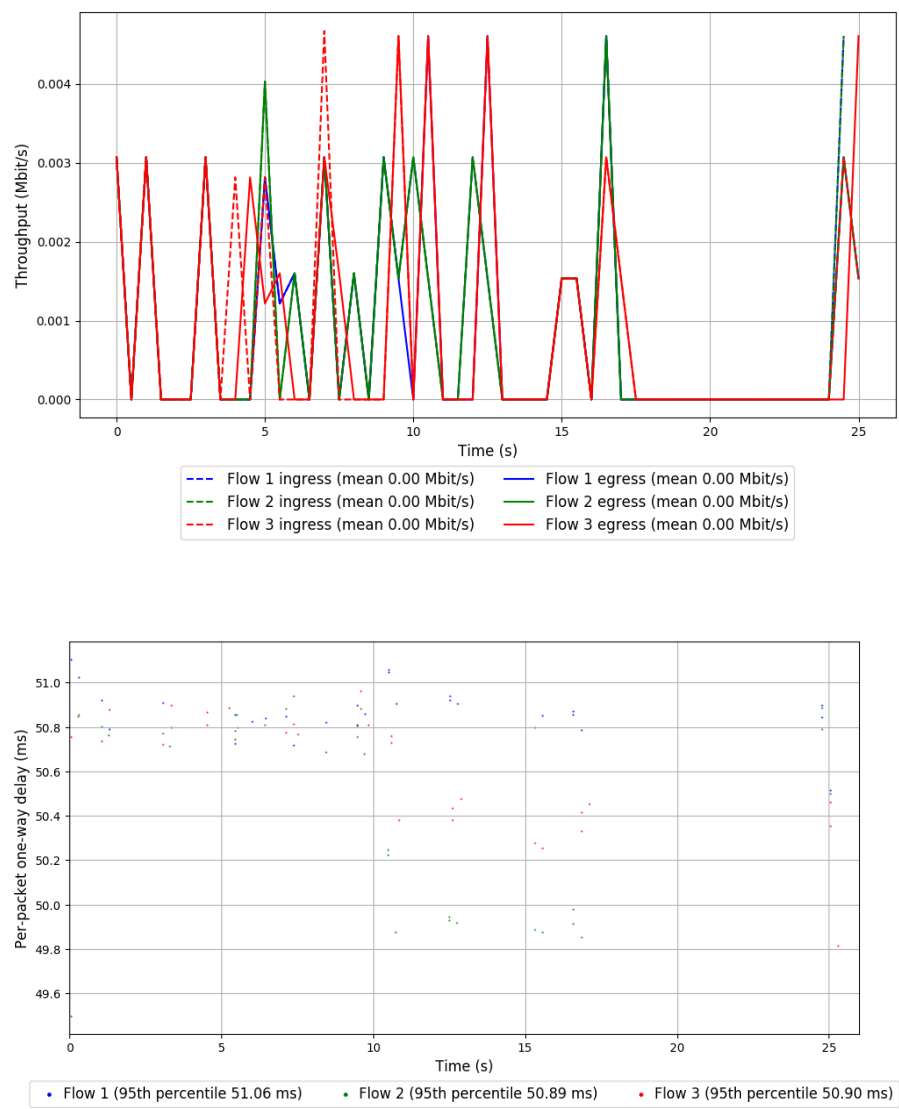 0.004
0.003
0.002
0.001
0.000
Throughput (Mbit/s)
0 5 10 15 20 25
Time (s)
Flow 1 ingress (mean 0.00 Mbit/s) Flow 1 egress (mean 0.00 Mbit/s)
Flow 2 ingress (mean 0.00 Mbit/s) Flow 2 egress (mean 0.00 Mbit/s)
Flow 3 ingress (mean 0.00 Mbit/s) Flow 3 egress (mean 0.00 Mbit/s)
51.0
50.8
50.6
50.4
50.2
50.0
49.8
49.6
Per-packet one-way delay (ms)
0 5 10 15 20 25
Time (s)
Flow 1 (95th percentile 51.06 ms) Flow 2 (95th percentile 50.89 ms) Flow 3 (95th percentile 50.90 ms)